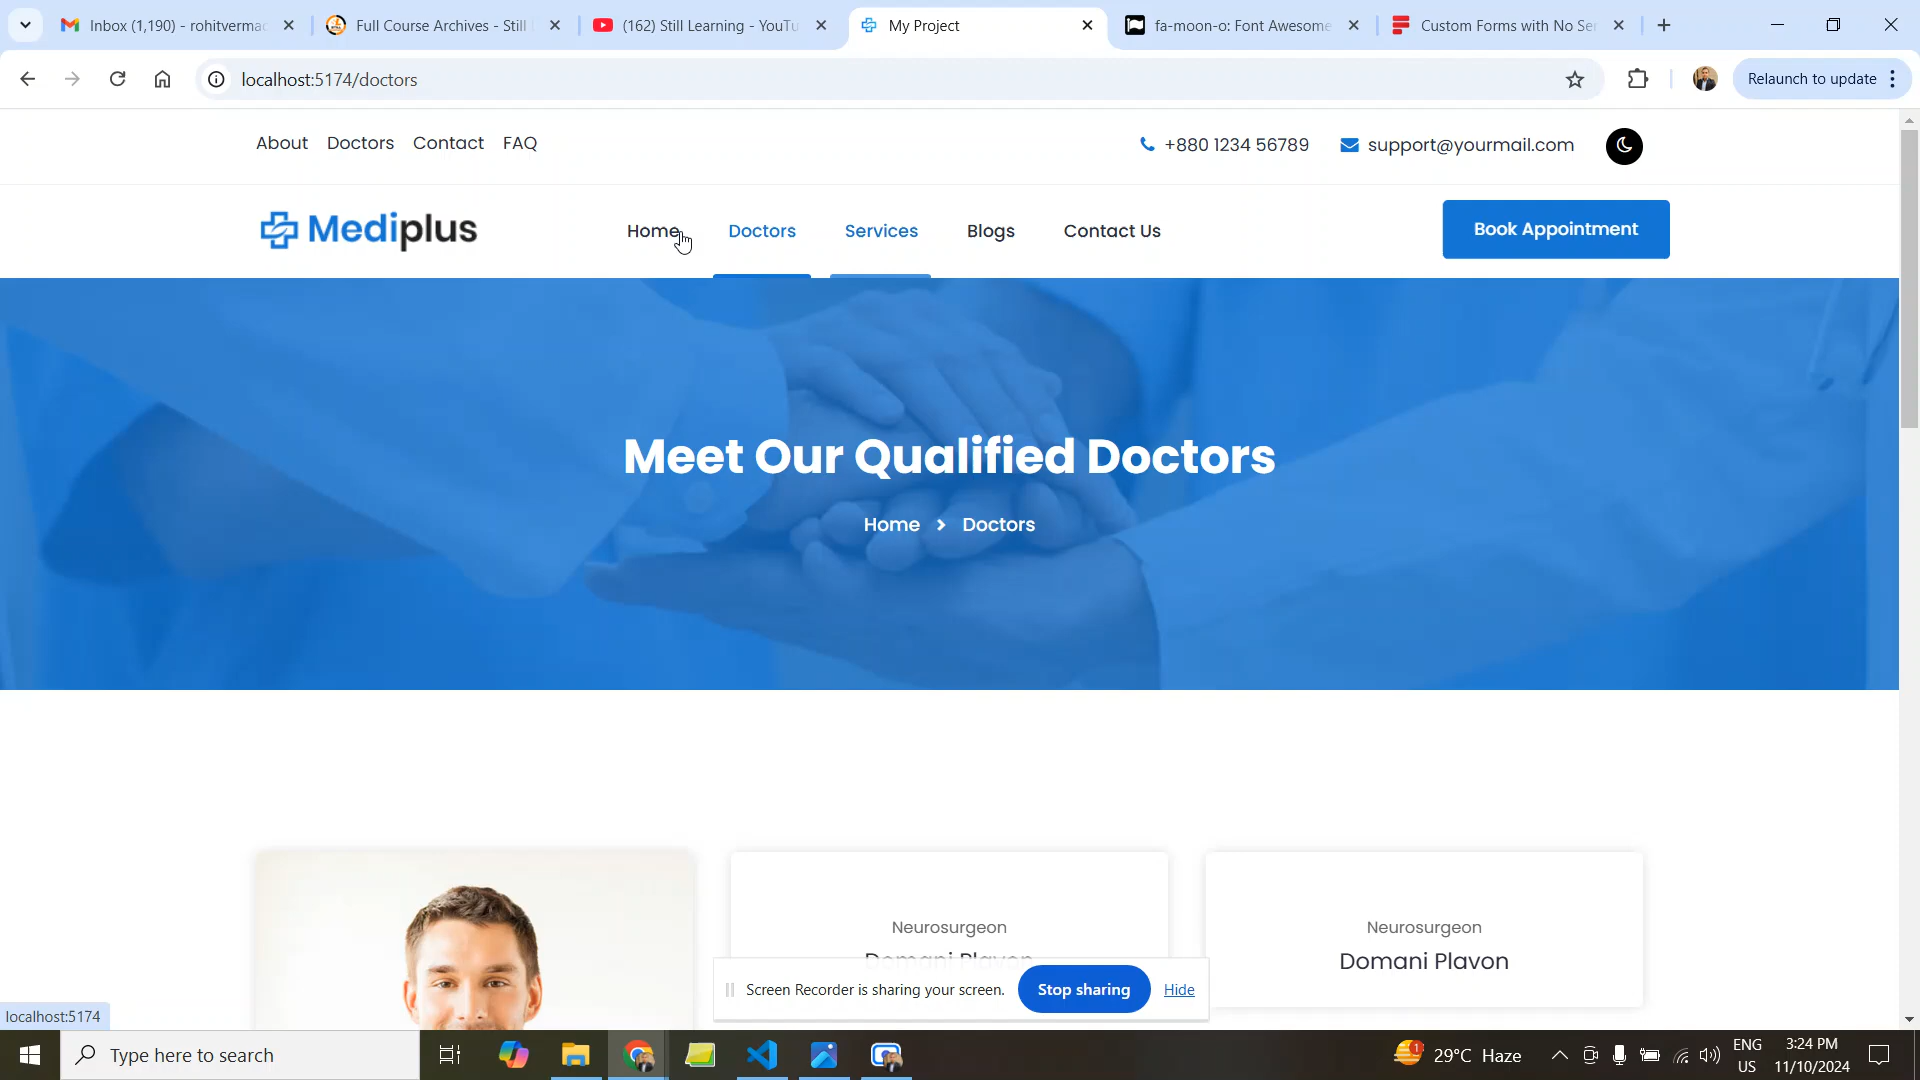 Inbox (1,190) - rohitvermac
Full Course Archives - Still
(162) Still Learning - YouTu
My Project
fa-moon-o: Font Awesome
Custom Forms with No Ser
localhost:5174/doctors
Relaunch to update
About Doctors Contact FAQ
+880 1234 56789 support@yourmail.com
Mediplus
Home Doctors Services Blogs Contact Us
Book Appointment
Meet Our Qualified Doctors
Home > Doctors
Neurosurgeon
Domani Plavon
Neurosurgeon
Domani Plavon
Screen Recorder is sharing your screen. Stop sharing Hide
localhost:5174
Type here to search
1
29°C Haze
ENG
US
3:24 PM
11/10/2024